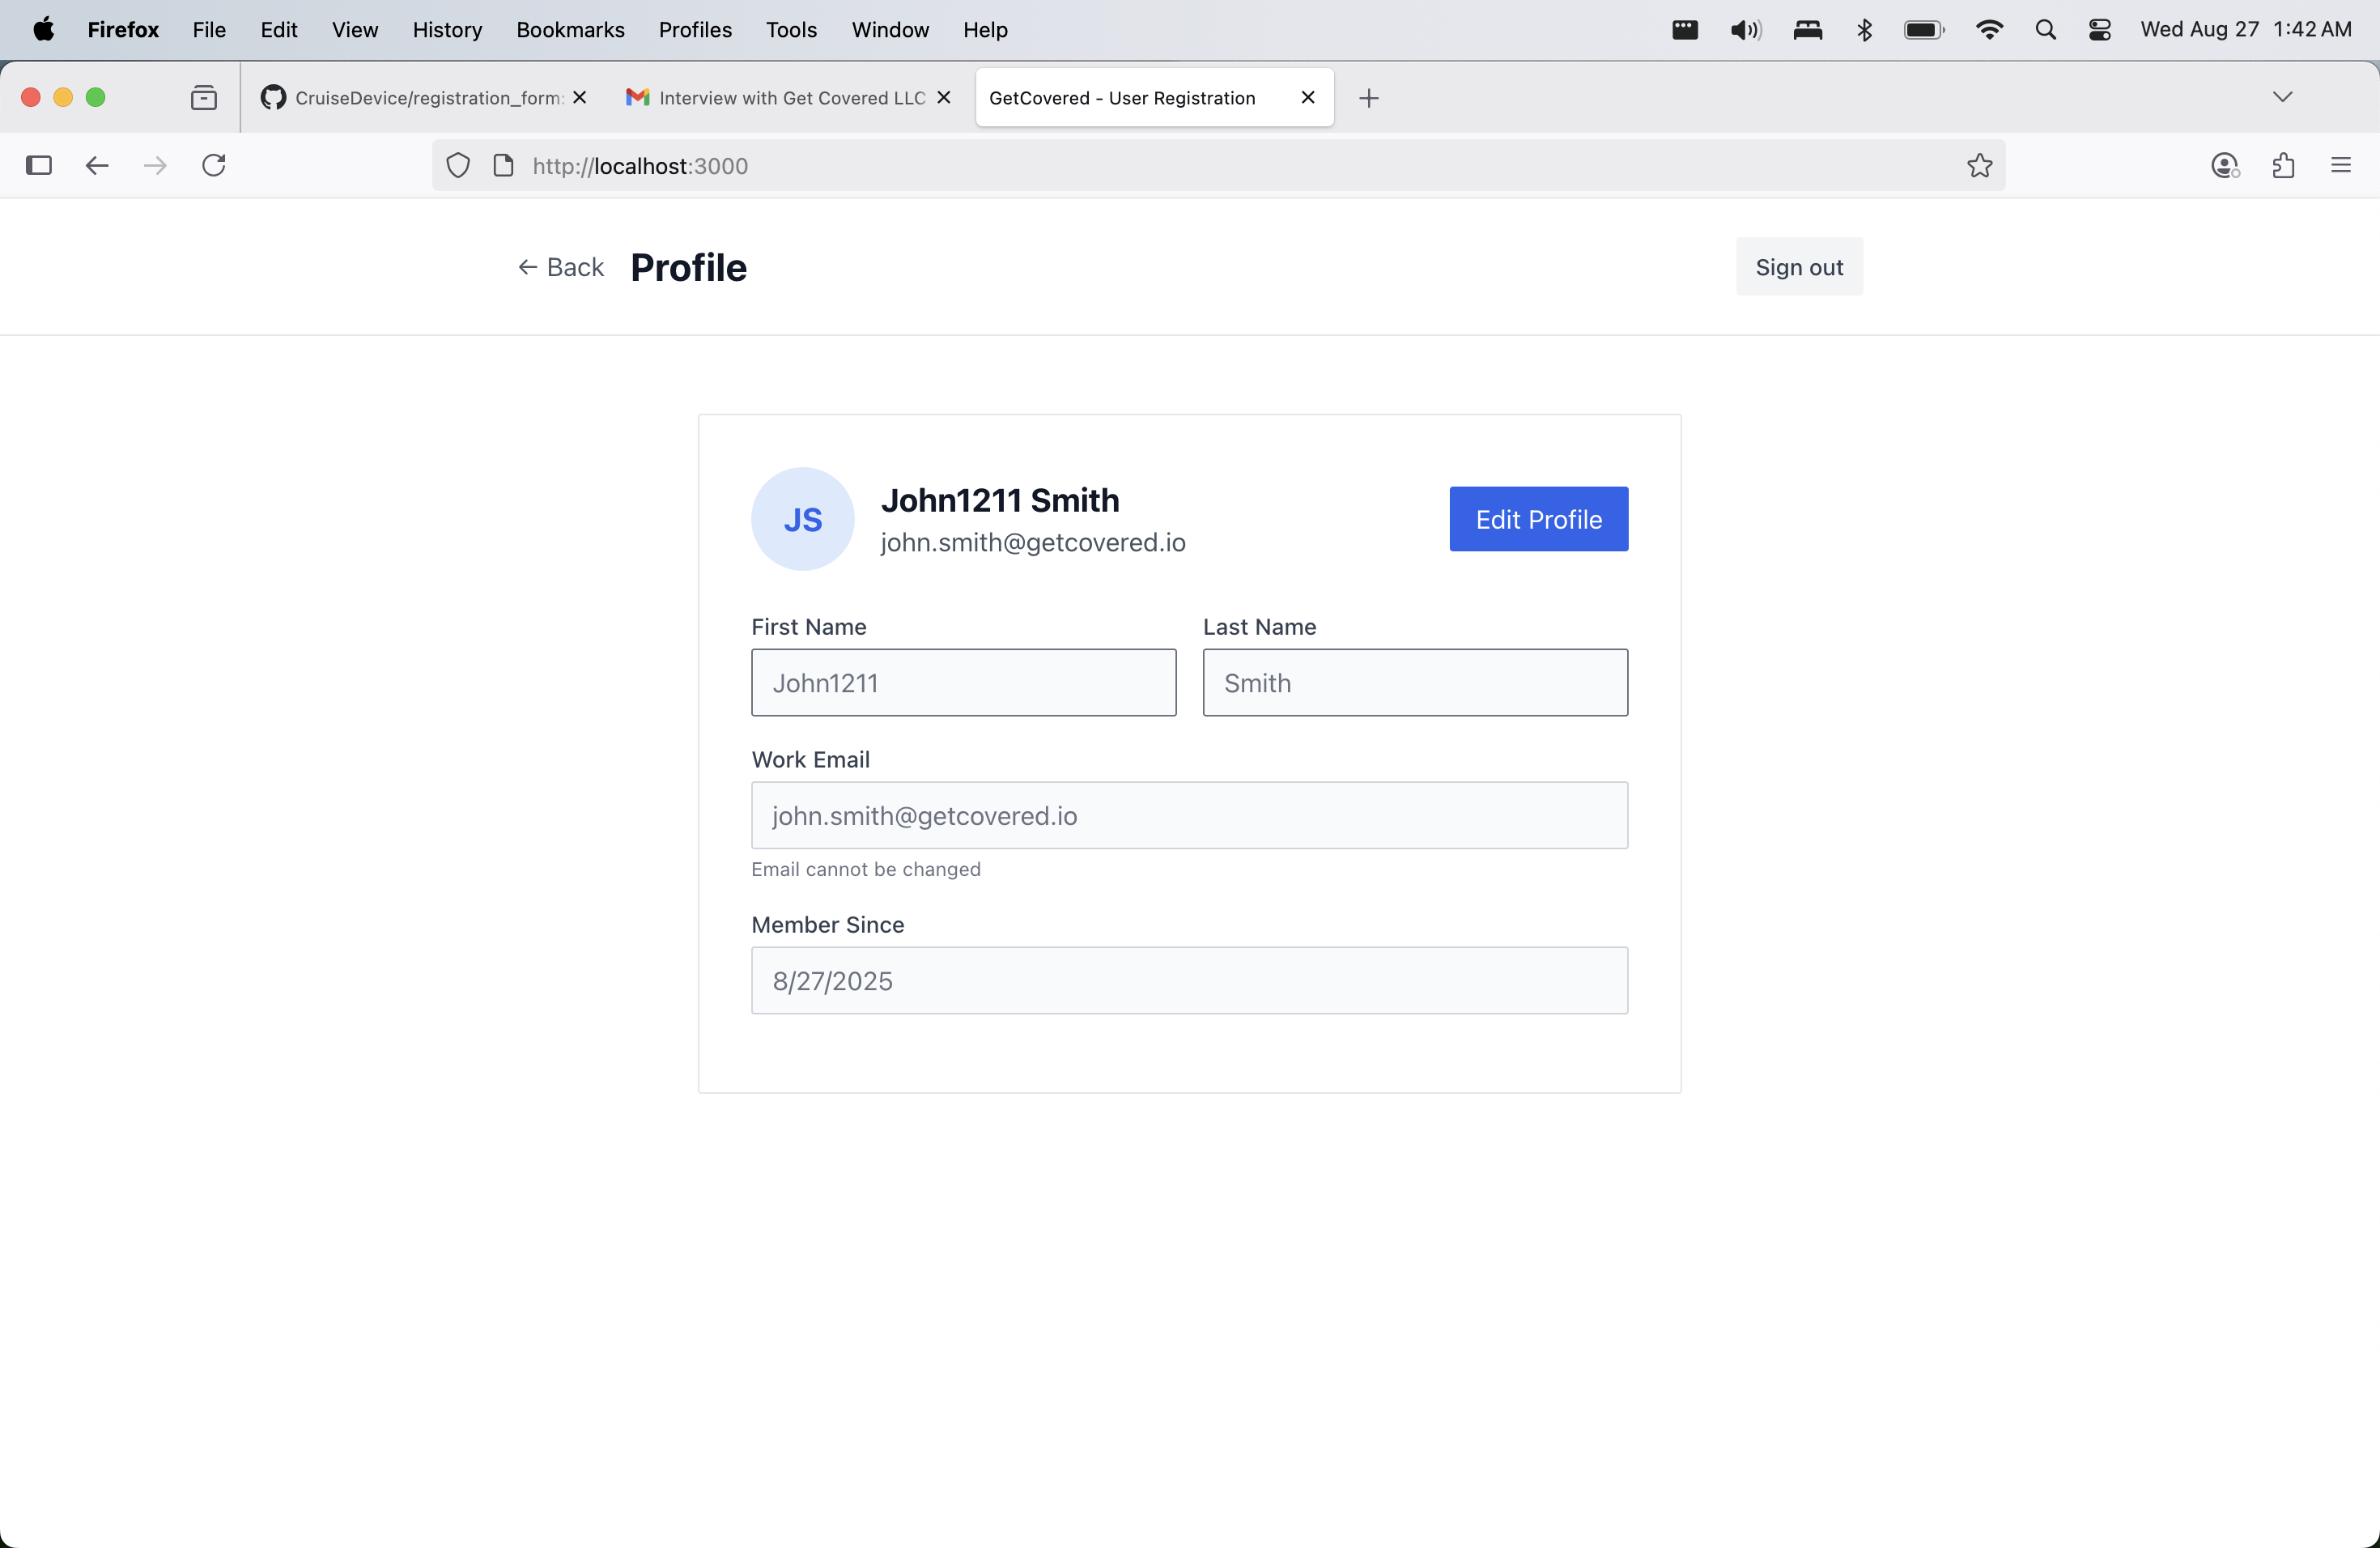 Firefox File Edit View History Bookmarks Profiles Tools Window Help Wed Aug 27 1:42 AM
CruiseDevice/registration_form: Interview with Get Covered LLC GetCovered - User Registration
http://localhost:3000
← Back Profile Sign out
JS
John1211 Smith
john.smith@getcovered.io
Edit Profile
First Name Last Name
John1211 Smith
Work Email
john.smith@getcovered.io
Email cannot be changed
Member Since
8/27/2025